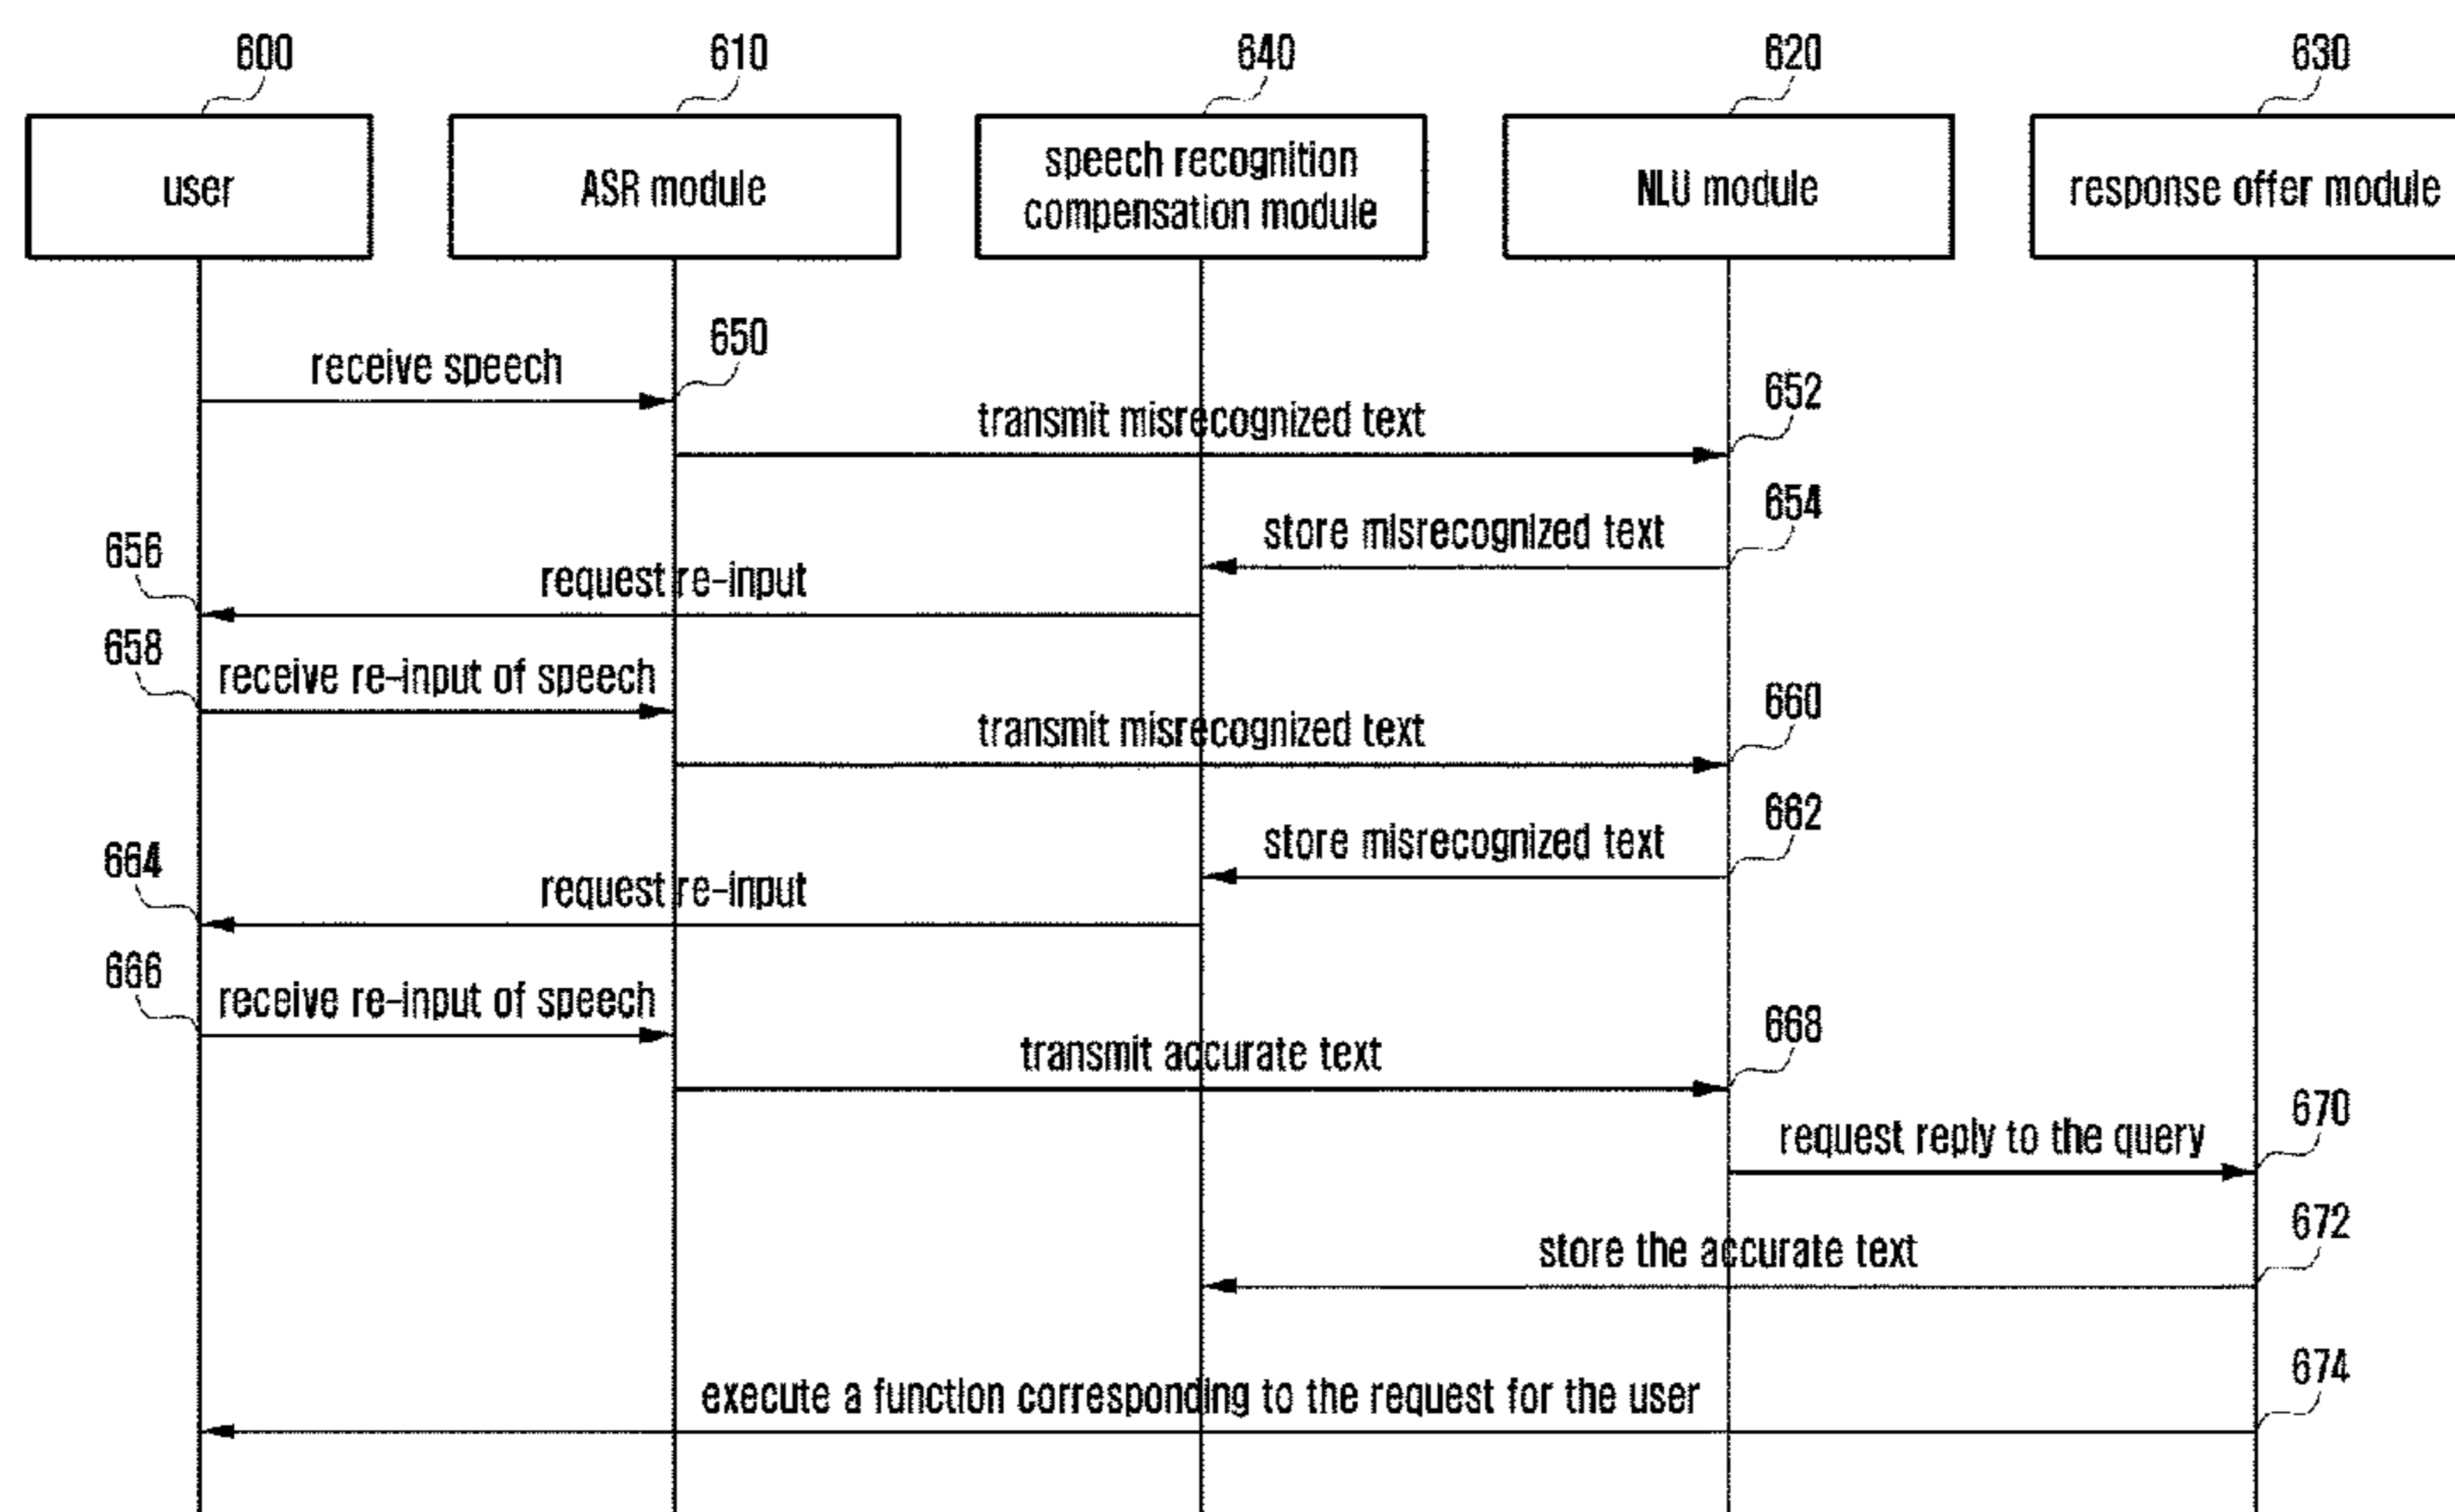 600
610
640
620
630
user
ASR module
speech recognition
compensation module
NLU module
response offer module
650
receive speech
652
transmit misrecognized text
654
store misrecognized text
656
request re-input
658
receive re-input of speech
660
transmit misrecognized text
662
store misrecognized text
664
request re-input
666
receive re-input of speech
668
transmit accurate text
670
request reply to the query
672
store the accurate text
674
execute a function corresponding to the request for the user